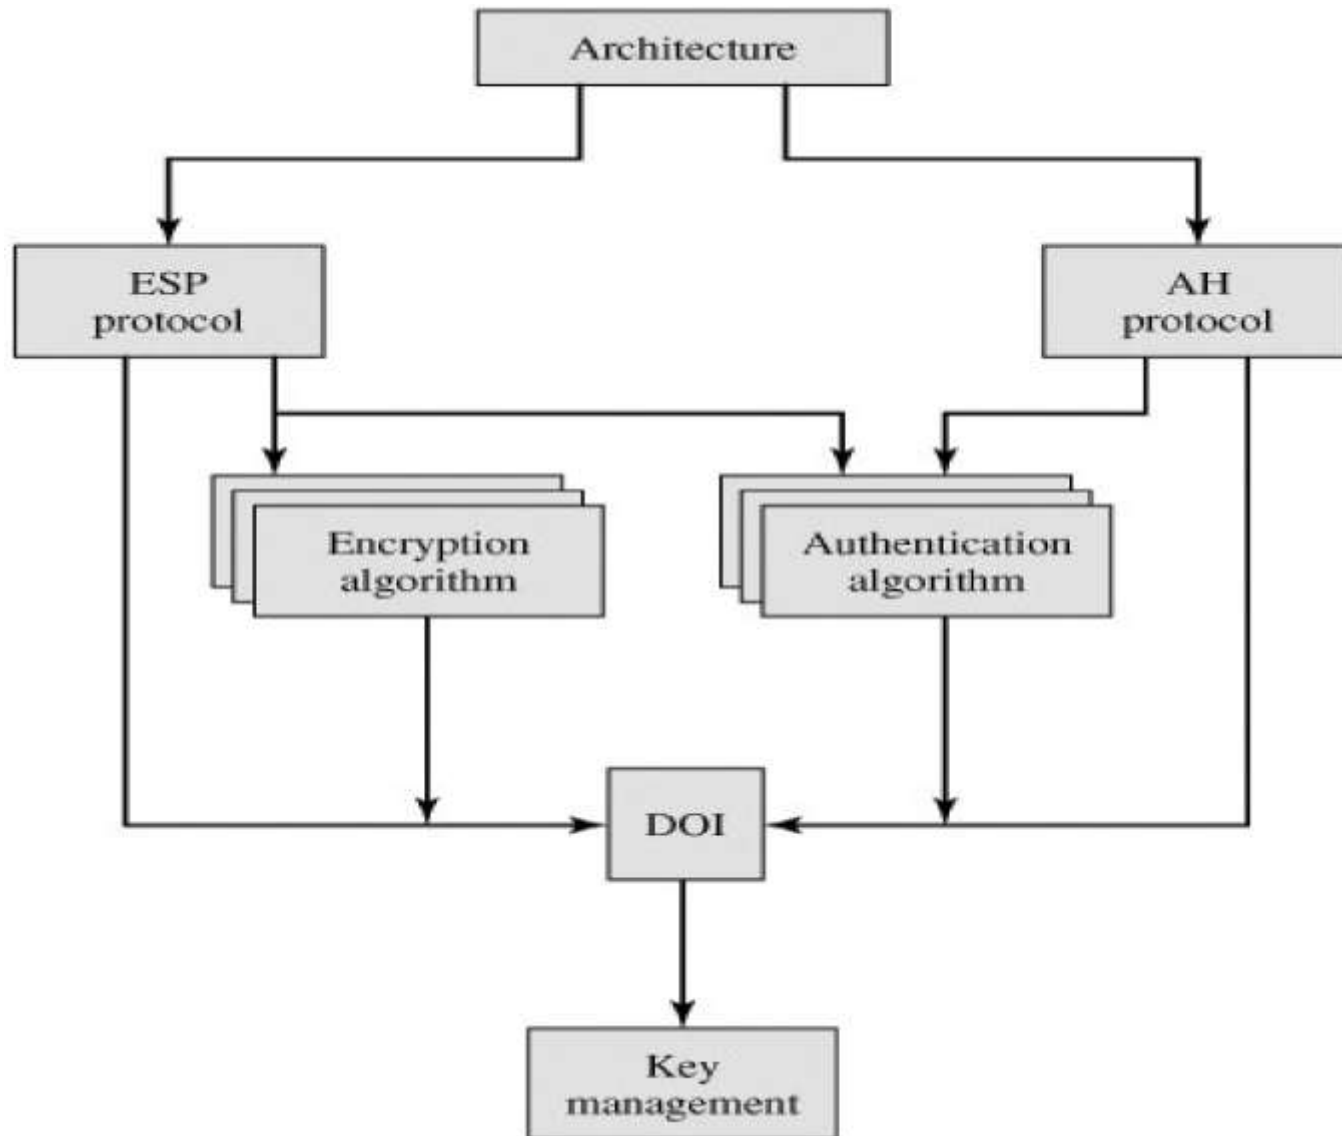 Architecture
ESP
protocol
AH
protocol
Encryption
algorithm
Authentication
algorithm
DOI
Key
management